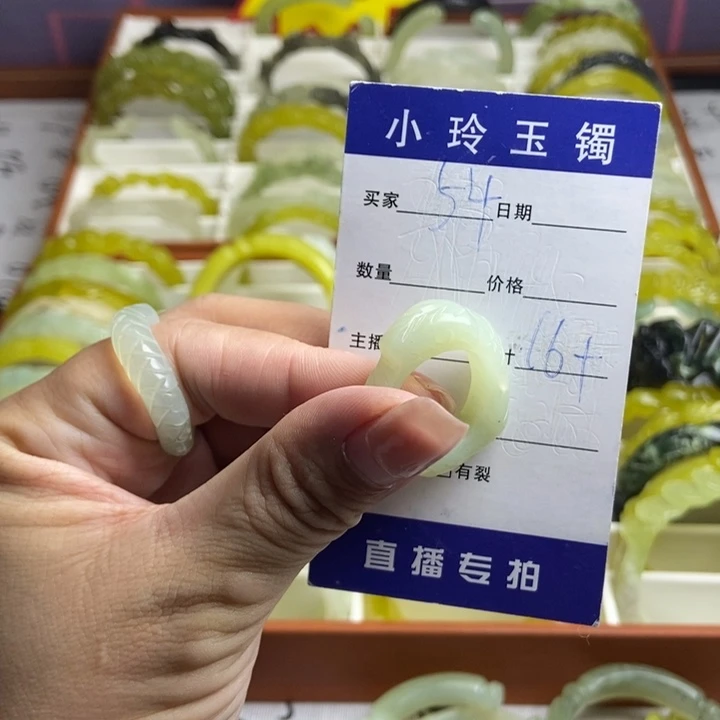 小玲玉镯
买家 54 日期
数量 价格
主播 计 16+
有裂
直播专拍